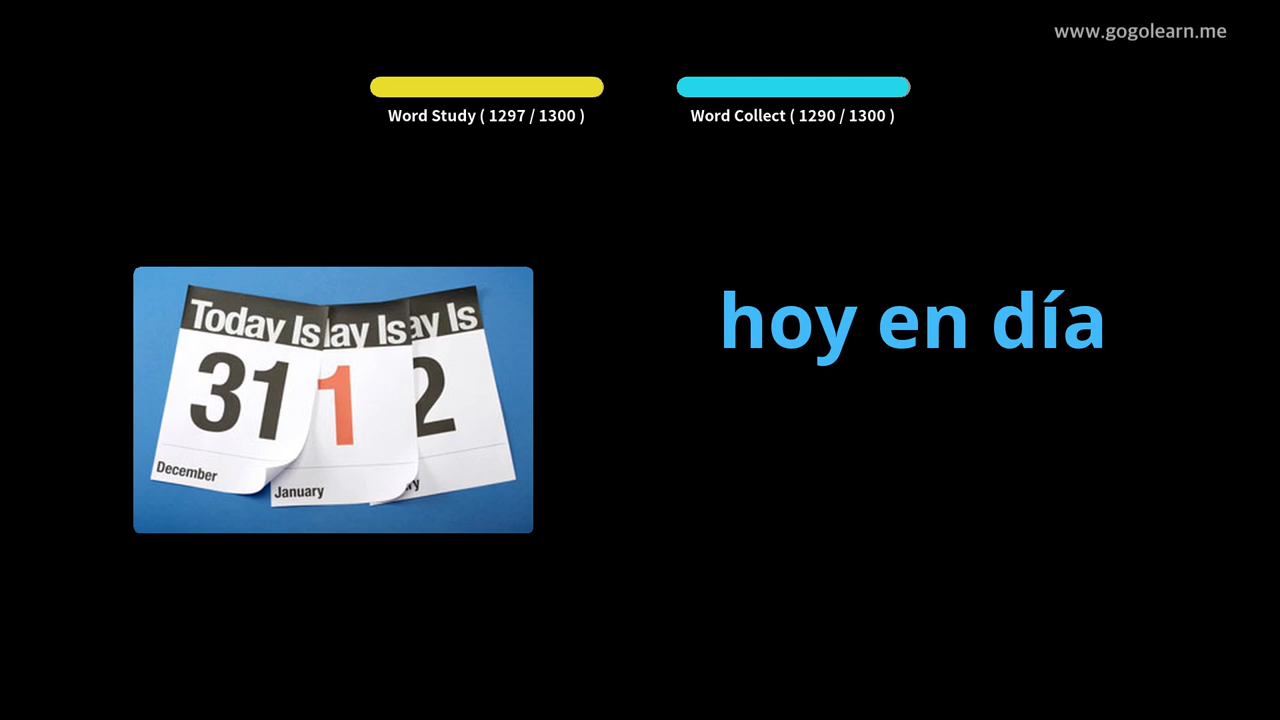 www.gogolearn.me
Word Study ( 1297 / 1300 )
Word Collect ( 1290 / 1300 )
hoy en día
Today Is
31
December
ay Is
1
January
ay Is
2
ry